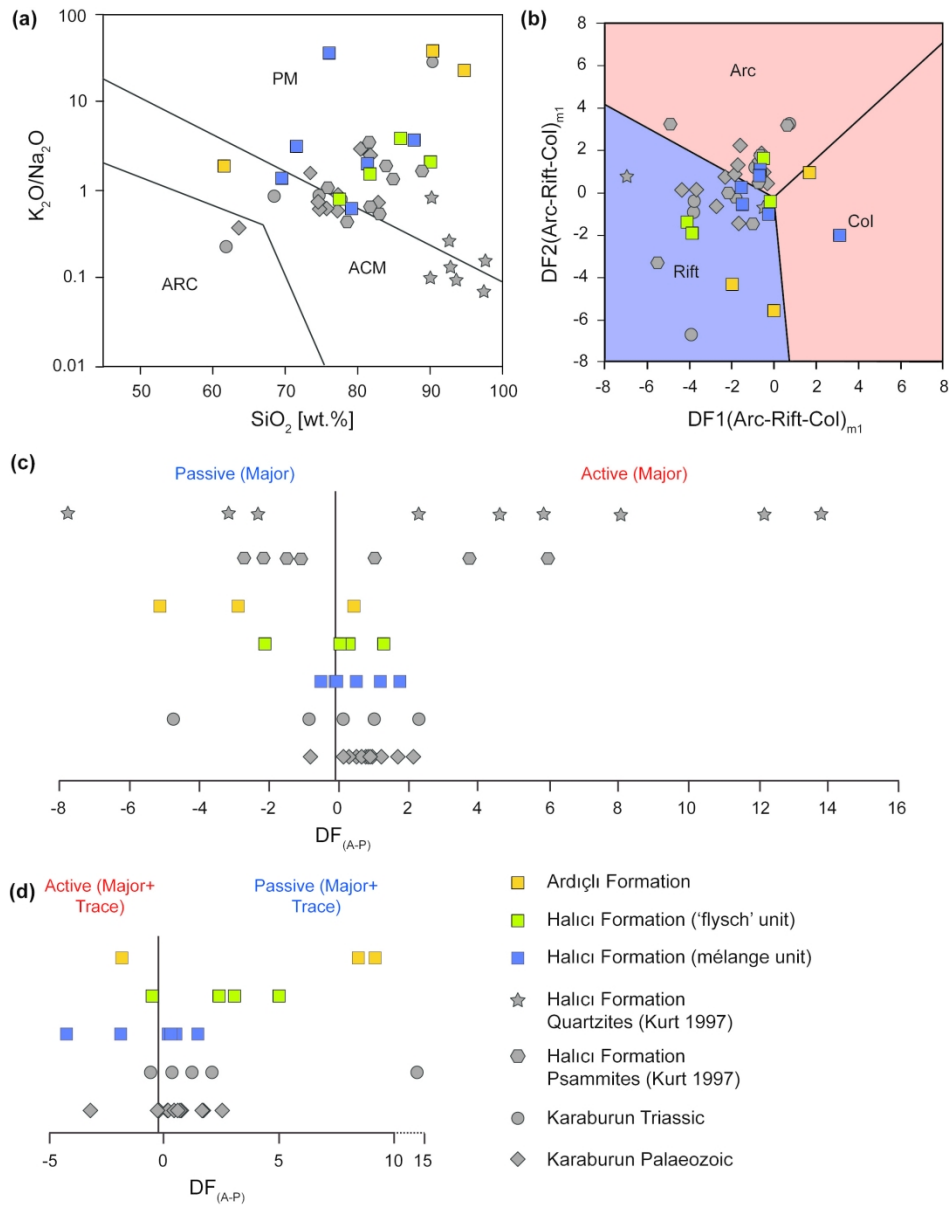 (a)
100
10
1
0.1
0.01
K2O/Na2O
PM
ARC
ACM
50 60 70 80 90 100
SiO2 [wt.%]
(b)
8
6
4
2
0
-2
-4
-6
-8
DF2(Arc-Rift-Col)m1
Arc
Col
Rift
-8 -6 -4 -2 0 2 4 6 8
DF1(Arc-Rift-Col)m1
(c)
Passive (Major) Active (Major)
-8 -6 -4 -2 0 2 4 6 8 10 12 14 16
DF(A-P)
(d)
Active (Major+
Trace)
Passive (Major+
Trace)
-5 0 5 10 15
DF(A-P)
Ardıçlı Formation
Halıcı Formation (‘flysch’ unit)
Halıcı Formation (mélange unit)
Halıcı Formation
Quartzites (Kurt 1997)
Halıcı Formation
Psammites (Kurt 1997)
Karaburun Triassic
Karaburun Palaeozoic